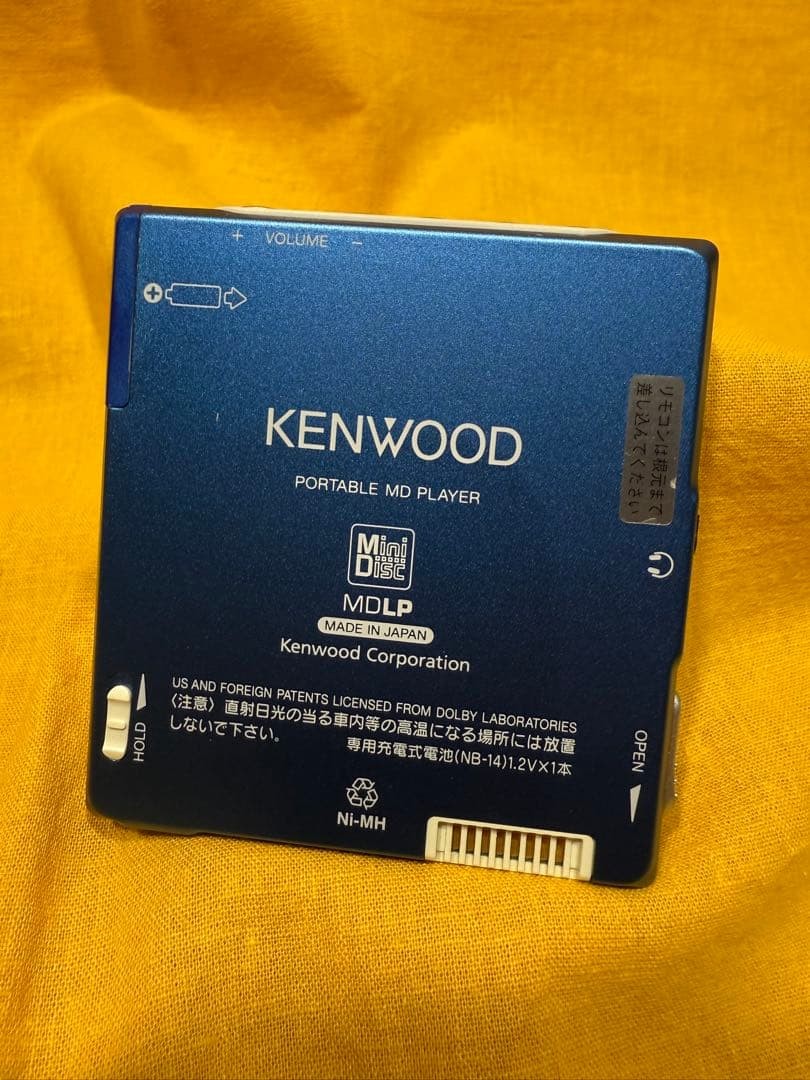 + VOLUME −
KENWOOD
PORTABLE MD PLAYER
Mini
Disc
MDLP
MADE IN JAPAN
Kenwood Corporation
US AND FOREIGN PATENTS LICENSED FROM DOLBY LABORATORIES
〈注意〉直射日光の当る車内等の高温になる場所には放置
しないで下さい。
専用充電式電池(NB-14)1.2V×1本
Ni-MH
HOLD
リモコンは根元まで
差し込んでください
OPEN